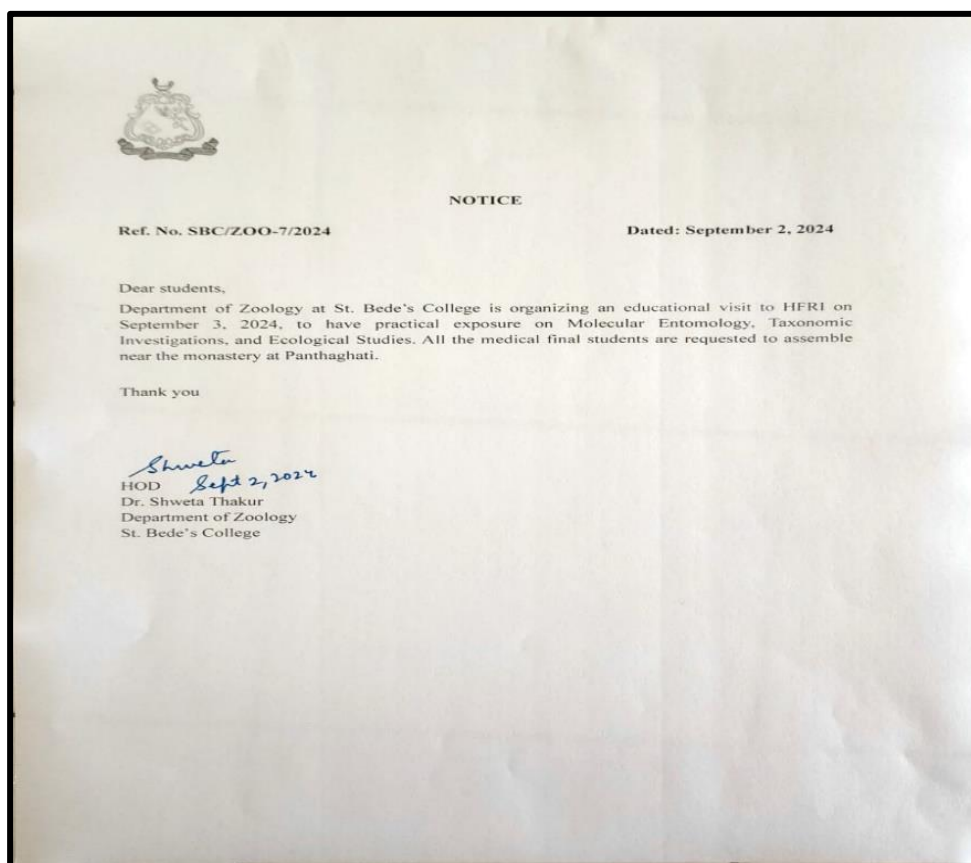 NOTICE
Ref. No. SBC/ZOO-7/2024 Dated: September 2, 2024
Dear students,
Department of Zoology at St. Bede's College is organizing an educational visit to HFRI on
September 3, 2024, to have practical exposure on Molecular Entomology, Taxonomic
Investigations, and Ecological Studies. All the medical final students are requested to assemble
near the monastery at Panthaghati.
Thank you
Shweta
HOD Sept 2, 2024
Dr. Shweta Thakur
Department of Zoology
St. Bede's College